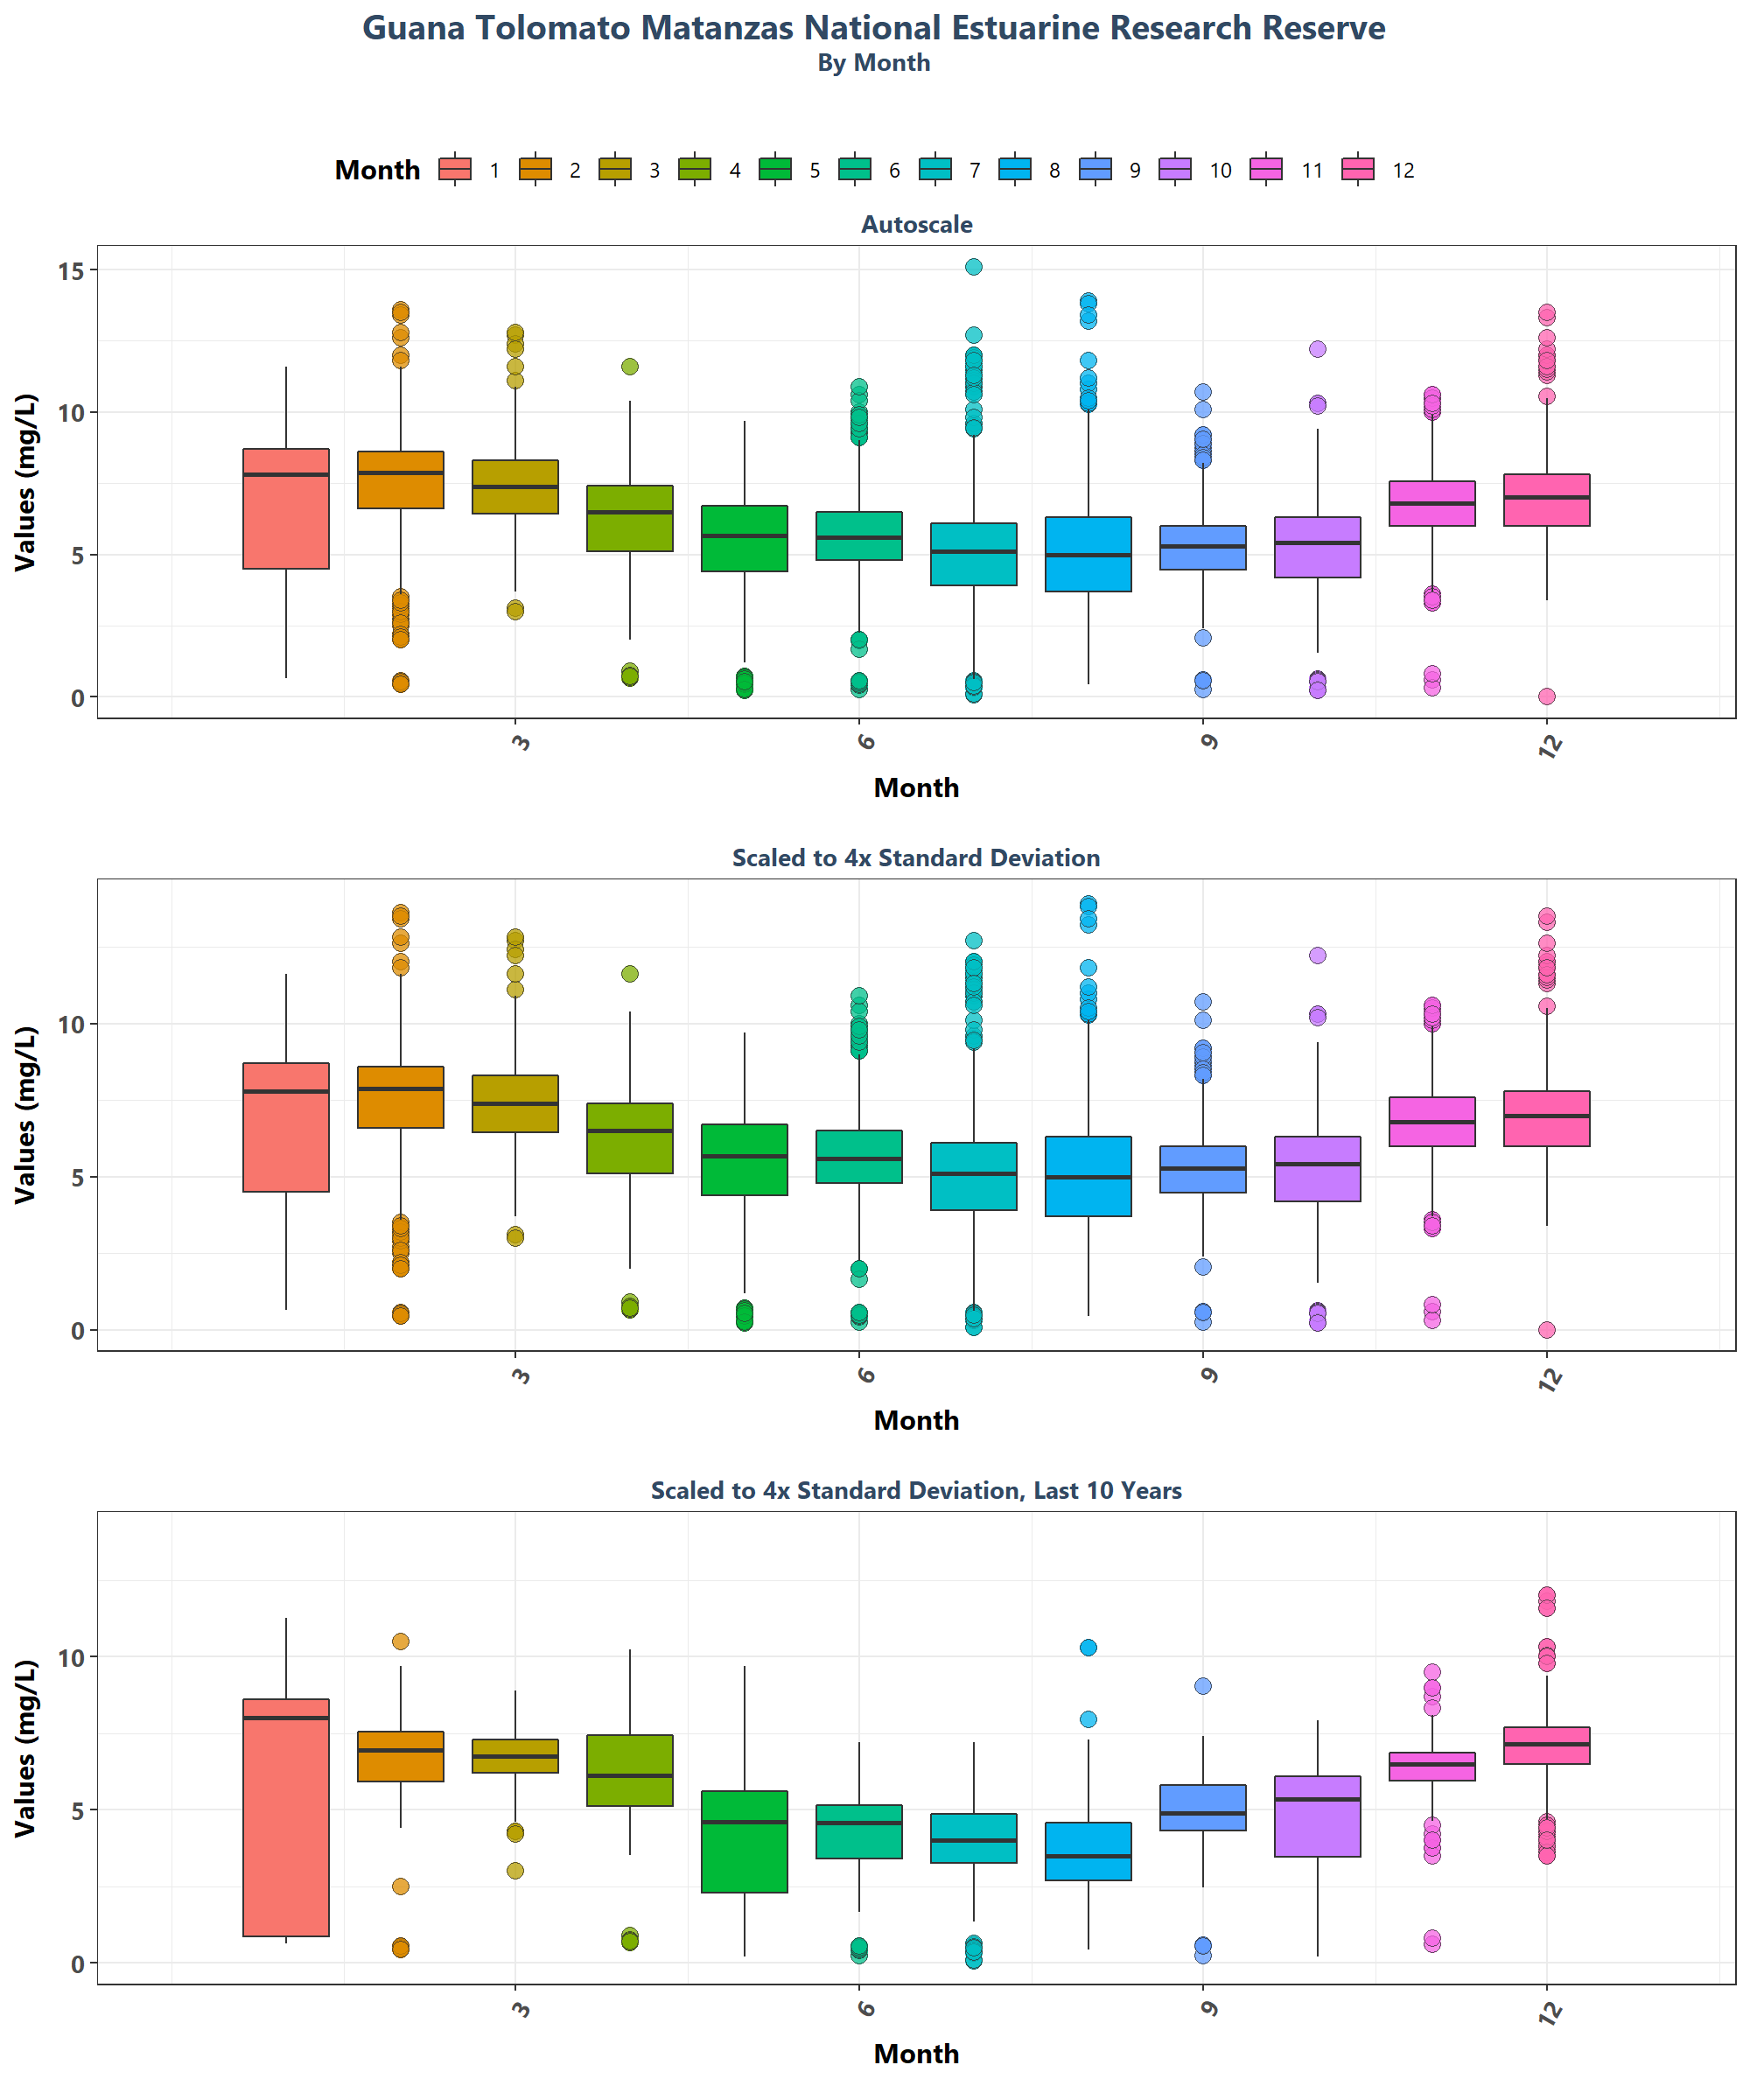 Guana Tolomato Matanzas National Estuarine Research Reserve
By Month
Month 1 2 3 4 5 6 7 8 9 10 11 12
Autoscale
Values (mg/L)
15
10
5
0
3 6 9 12
Month
Scaled to 4x Standard Deviation
Values (mg/L)
10
5
0
3 6 9 12
Month
Scaled to 4x Standard Deviation, Last 10 Years
Values (mg/L)
10
5
0
3 6 9 12
Month